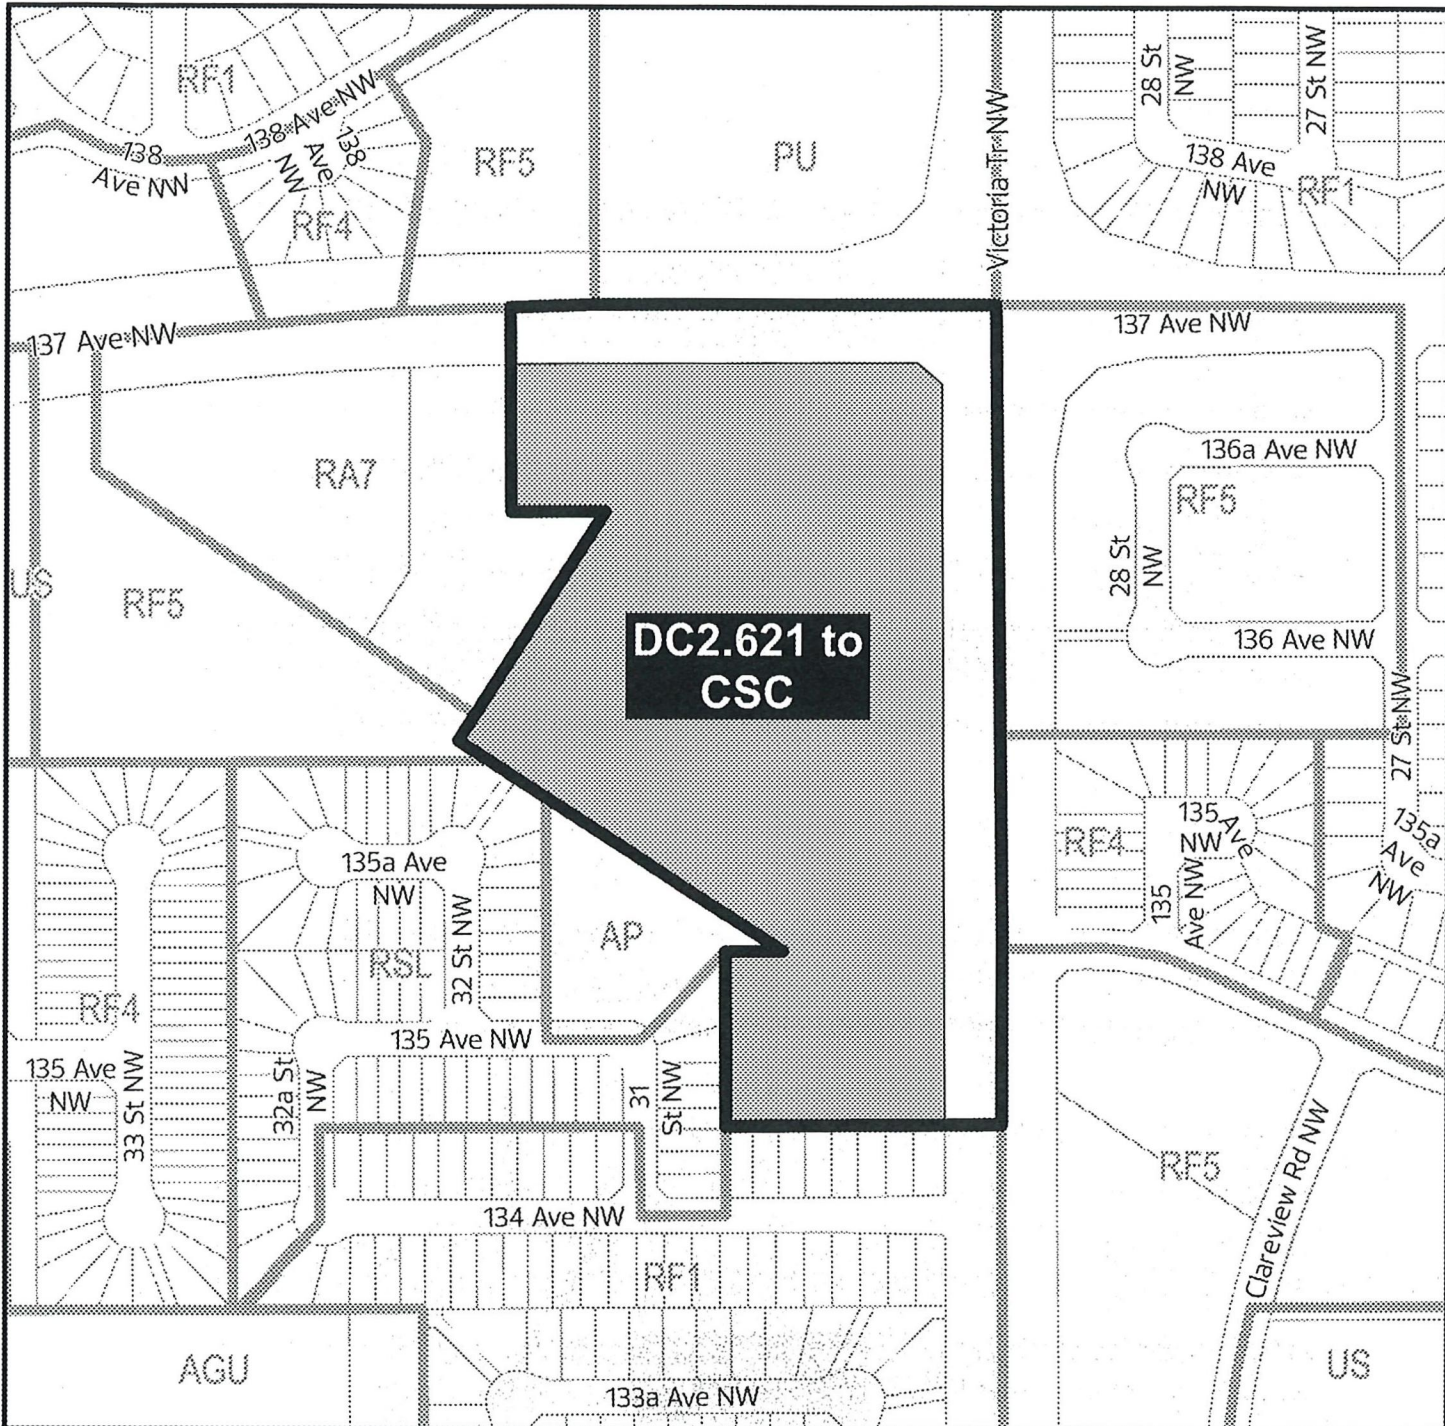 RF1
138 Ave NW
138
Ave NW
138
Ave
NW
RF4
RF5
PU
Victoria Tr NW
28 St
NW
27 St NW
138 Ave
NW
RF1
137 Ave NW
137 Ave NW
RA7
136a Ave NW
RF5
28 St
NW
136 Ave NW
US
RF5
DC2.621 to
CSC
27 St NW
135a Ave
NW
32 St NW
RSL
AP
RF4
135 Ave
NW
135
Ave NW
135a
Ave
NW
RF4
135 Ave
NW
33 St NW
32a St
NW
135 Ave NW
31
St NW
134 Ave NW
RF5
Clareview Rd NW
RF1
AGU
133a Ave NW
US